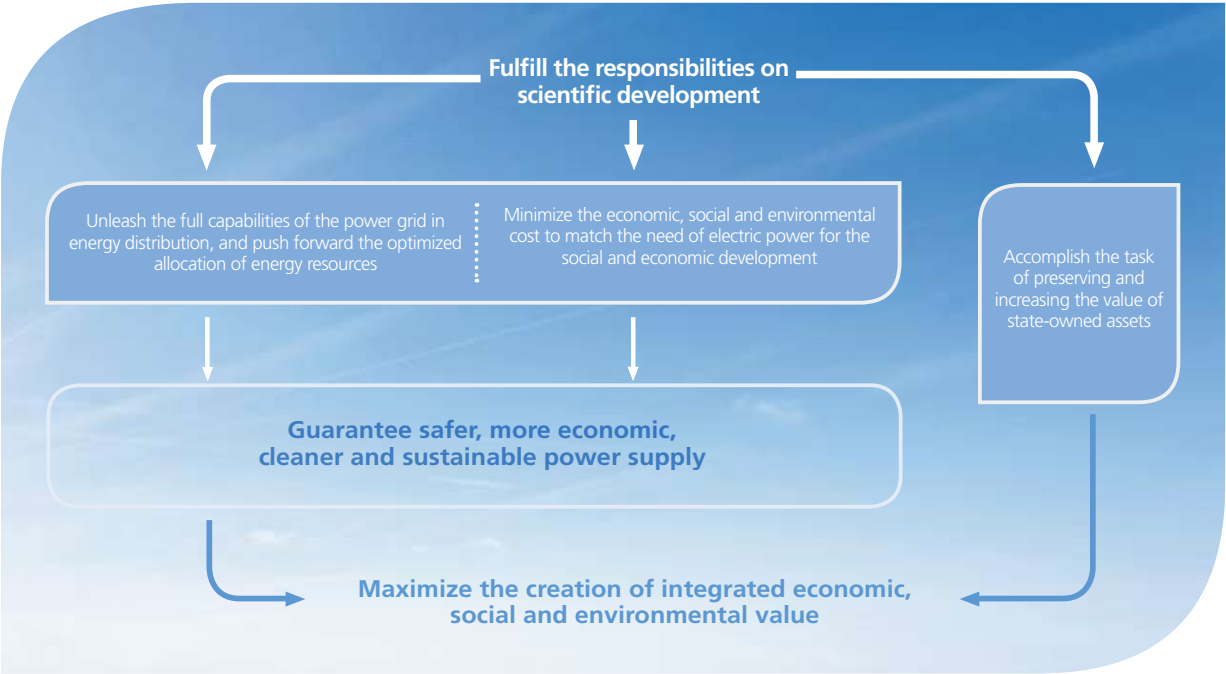 Fulfill the responsibilities on
scientific development
Unleash the full capabilities of the power grid in
energy distribution, and push forward the optimized
allocation of energy resources
Minimize the economic, social and environmental
cost to match the need of electric power for the
social and economic development
Accomplish the task
of preserving and
increasing the value of
state-owned assets
Guarantee safer, more economic,
cleaner and sustainable power supply
Maximize the creation of integrated economic,
social and environmental value